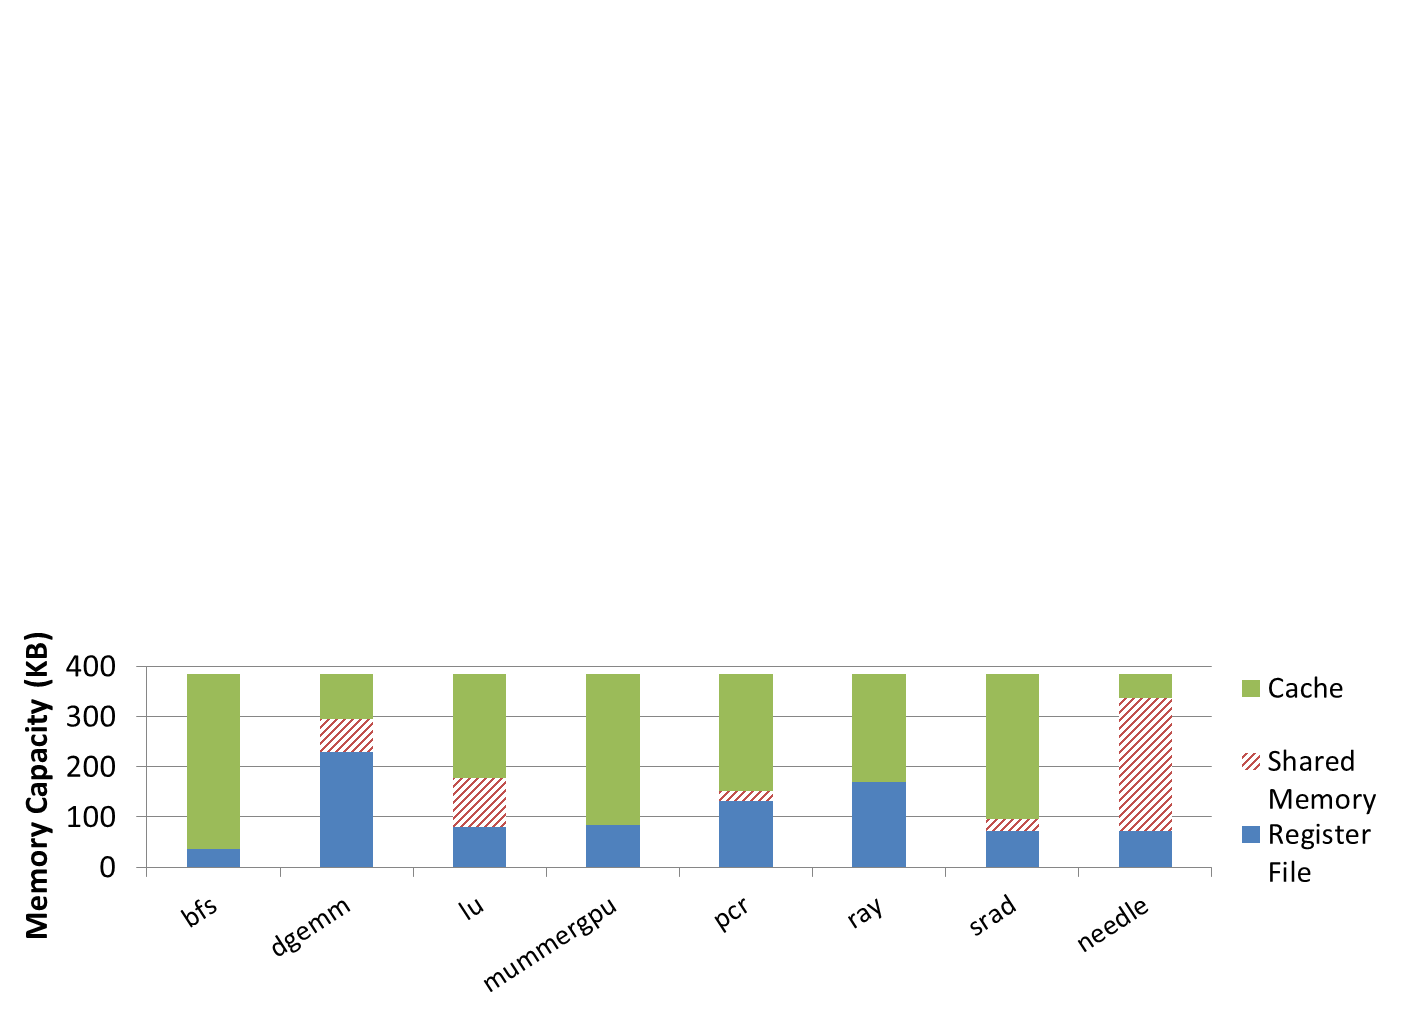 Memory Capacity (KB)
400
300
200
100
0
bfs
dgemm
lu
mummergpu
pcr
ray
srad
needle
Cache
Shared
Memory
Register
File